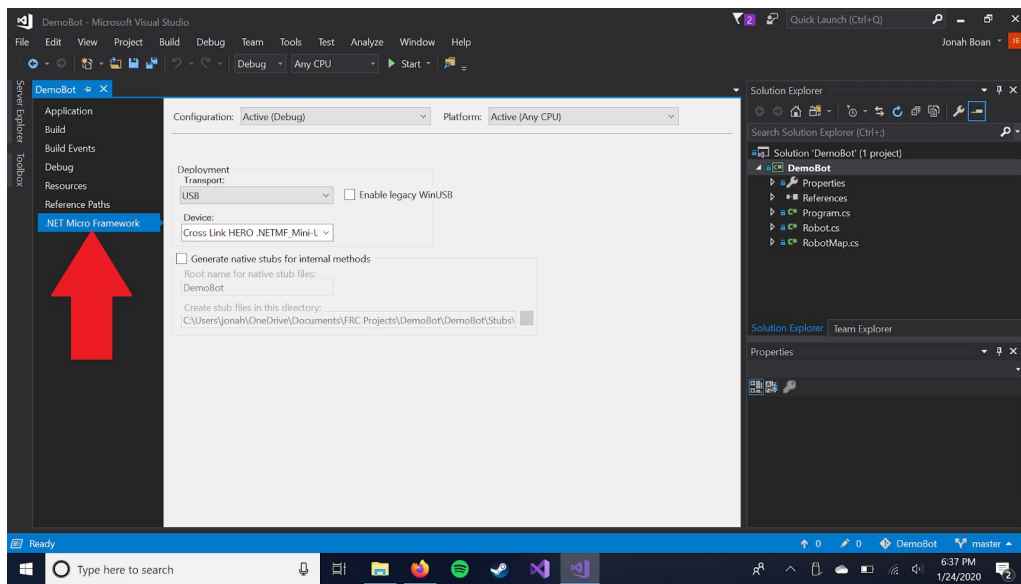 DemoBot - Microsoft Visual Studio
2
Quick Launch (Ctrl+Q)
File Edit View Project Build Debug Team Tools Test Analyze Window Help
Jonah Boan
JB
Debug Any CPU Start
Server Explorer
Toolbox
DemoBot
Application
Build
Build Events
Debug
Resources
Reference Paths
.NET Micro Framework
Configuration: Active (Debug) Platform: Active (Any CPU)
Deployment
Transport:
USB
Enable legacy WinUSB
Device:
Cross Link HERO .NETMF_Mini-L
Generate native stubs for internal methods
Root name for native stub files:
DemoBot
Create stub files in this directory:
C:\Users\jonah\OneDrive\Documents\FRC Projects\DemoBot\DemoBot\Stubs\
Solution Explorer
Search Solution Explorer (Ctrl+;)
Solution 'DemoBot' (1 project)
DemoBot
Properties
References
C# Program.cs
C# Robot.cs
C# RobotMap.cs
Solution Explorer Team Explorer
Properties
Ready
0 0 DemoBot master
Type here to search
6:37 PM
1/24/2020
2